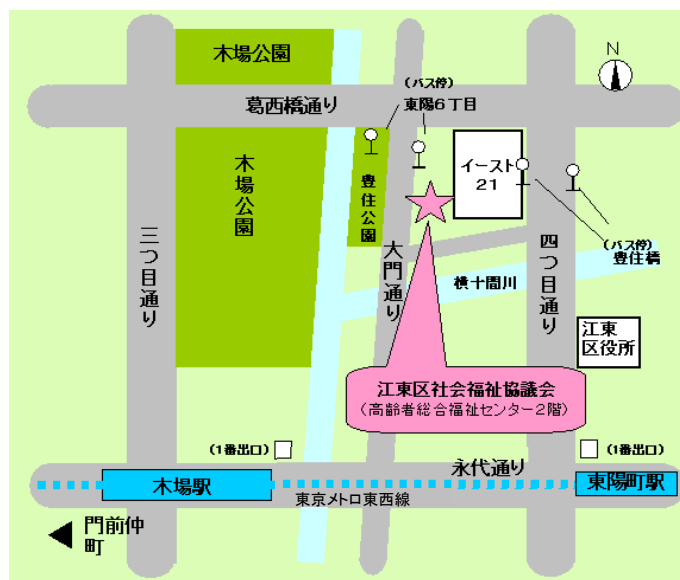 木場公園
N
(バス停)
東陽6丁目
葛西橋通り
イースト
21
木場公園
豊住公園
三つ目通り
大門通り
四つ目通り
(バス停)
豊住橋
横十間川
江東
区役所
江東区社会福祉協議会
(高齢者総合福祉センター2階)
(1番出口)
(1番出口)
永代通り
木場駅
東陽町駅
東京メトロ東西線
門前仲
町